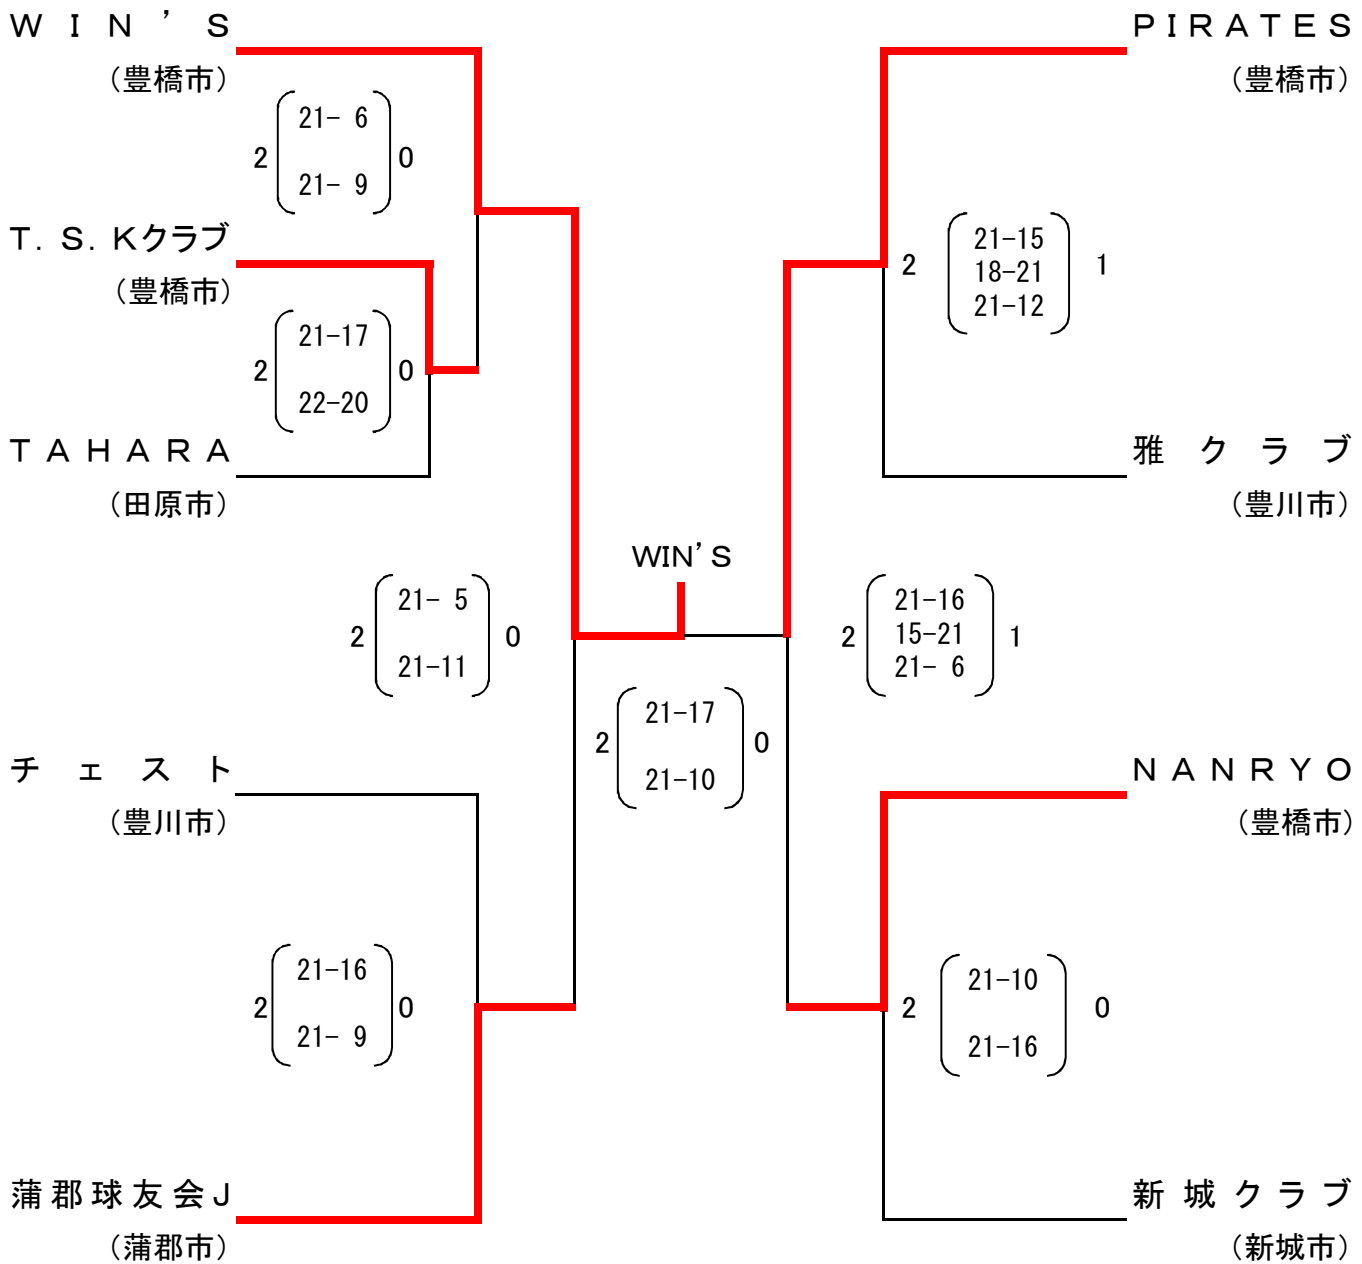 WIN'S
(豊橋市)
21- 6
2 0
21- 9
T.S.Kクラブ
(豊橋市)
21-17
2 0
22-20
TAHARA
(田原市)
21- 5
2 0
21-11
チェスト
(豊川市)
21-16
2 0
21- 9
蒲郡球友会J
(蒲郡市)
WIN'S
21-17
2 0
21-10
PIRATES
(豊橋市)
21-15
2 18-21 1
21-12
雅クラブ
(豊川市)
21-16
2 15-21 1
21- 6
NANRYO
(豊橋市)
21-10
2 0
21-16
新城クラブ
(新城市)